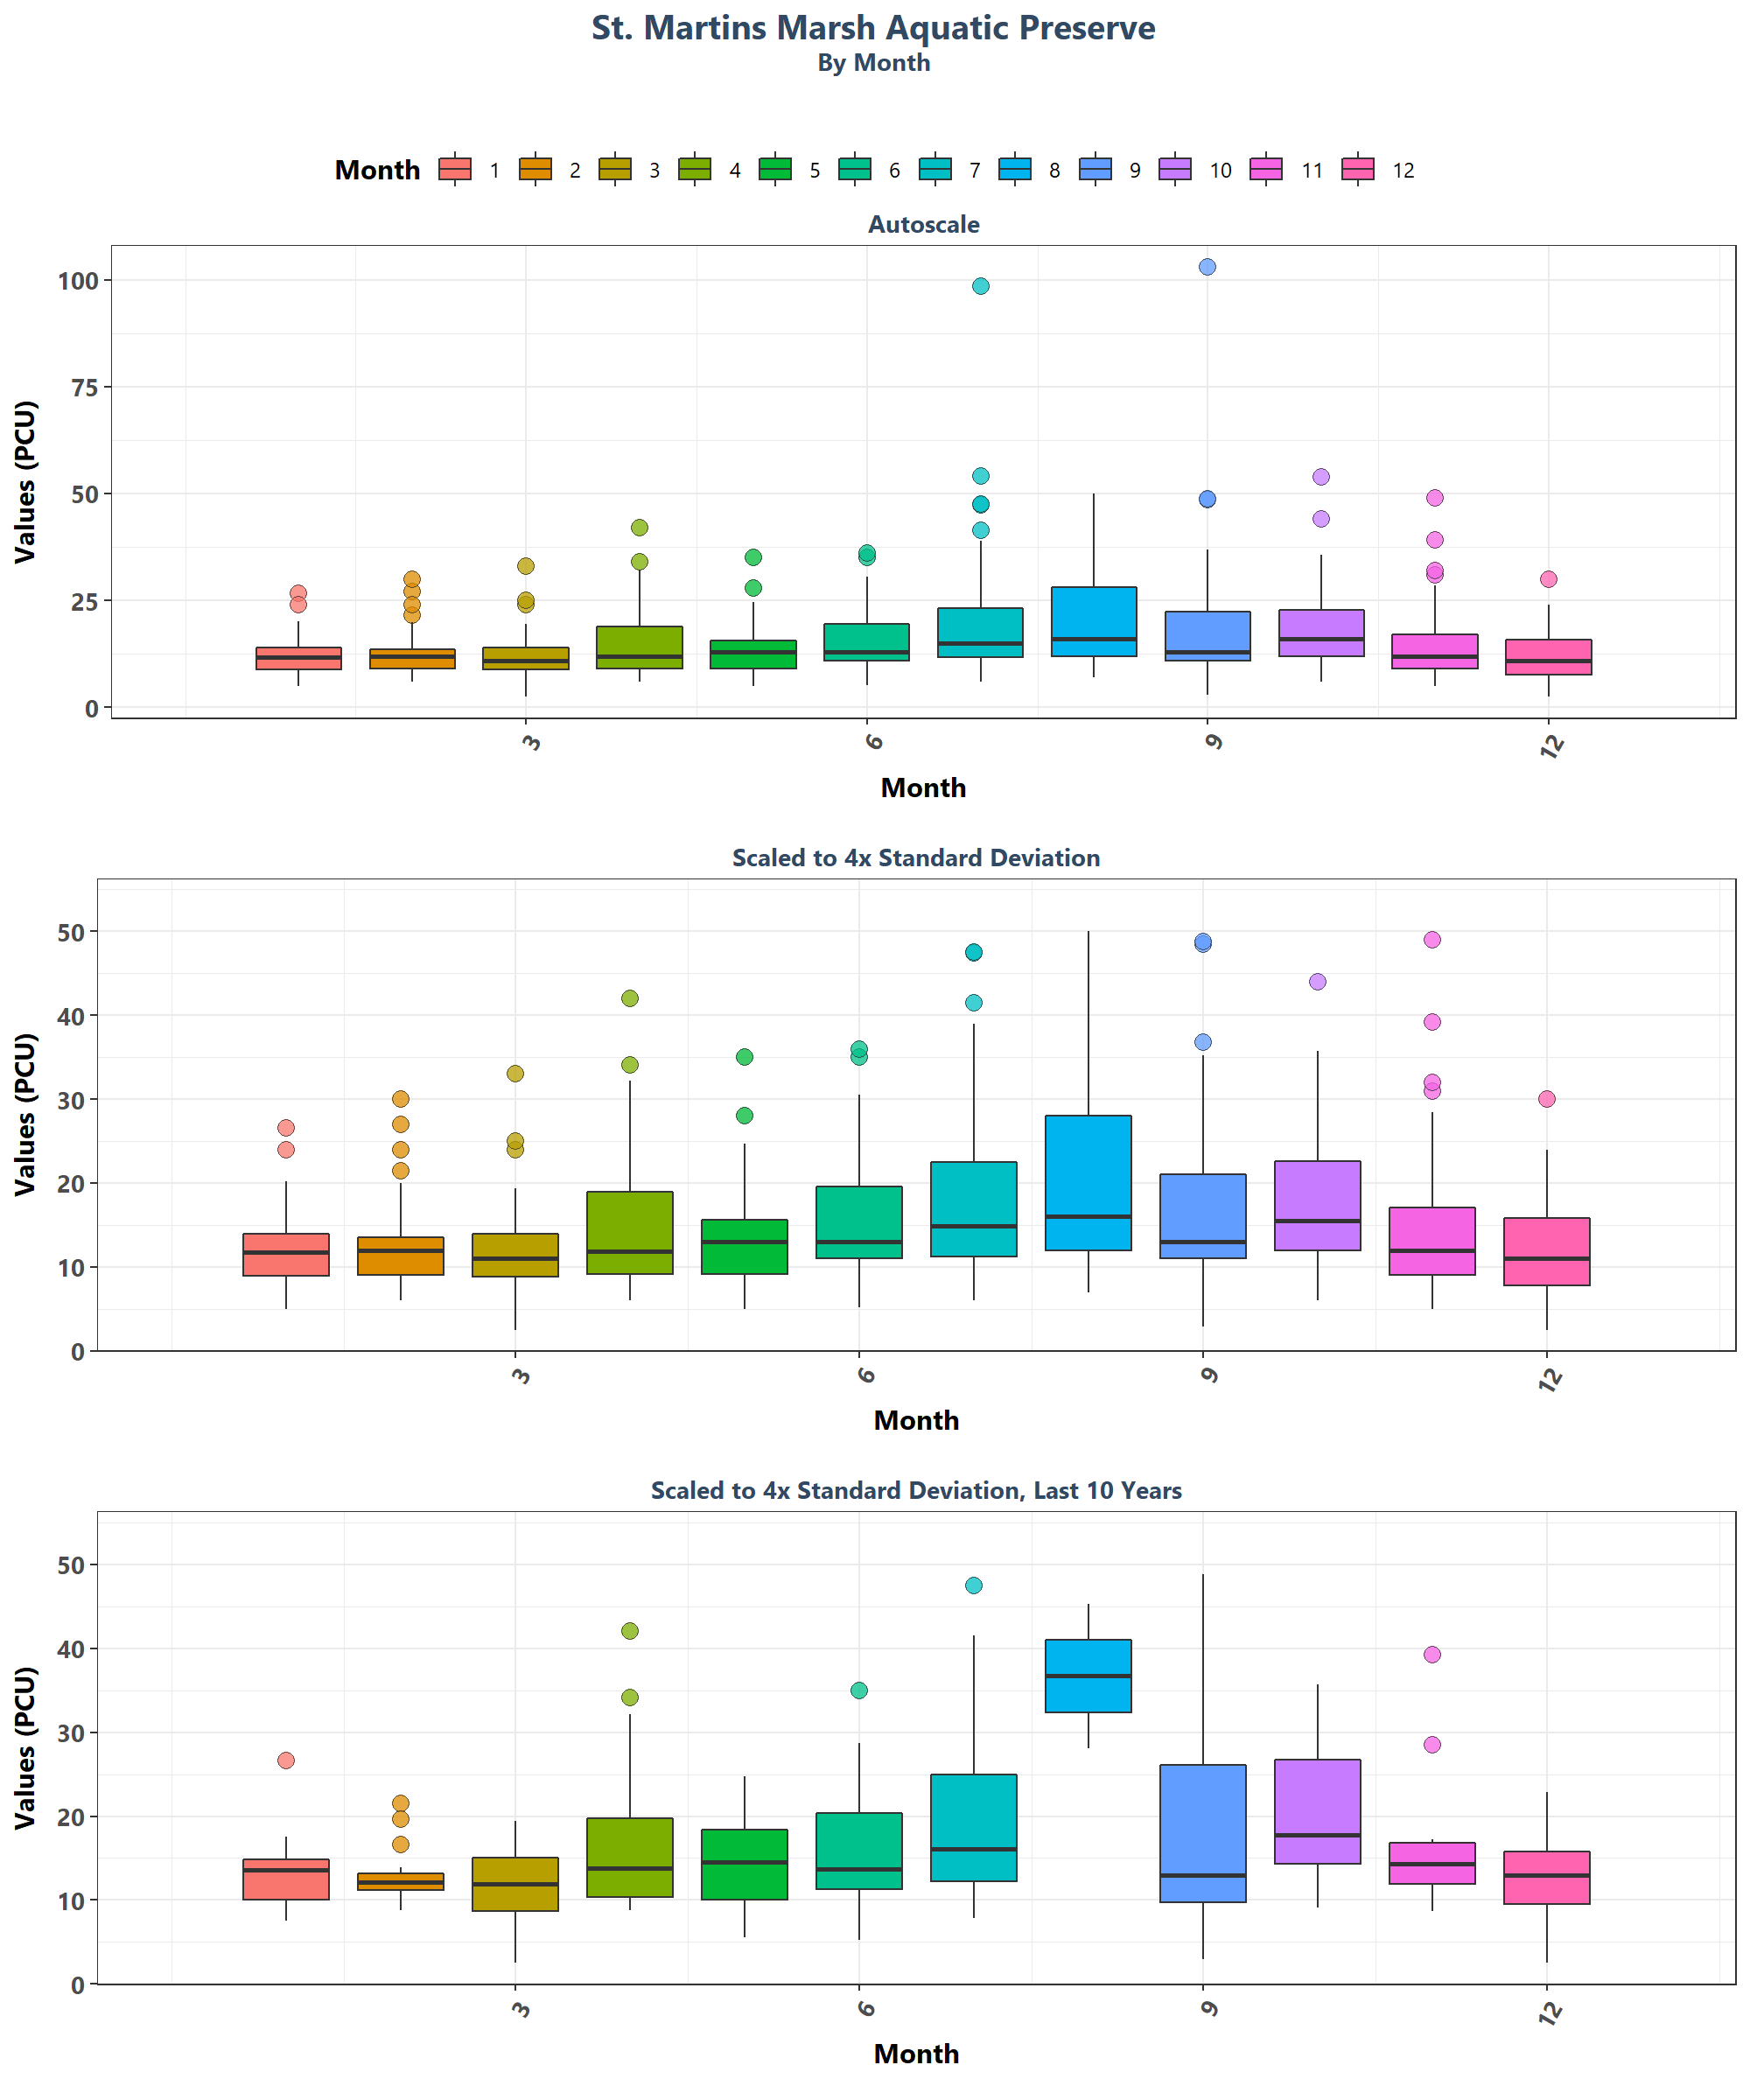 St. Martins Marsh Aquatic Preserve
By Month
Month 1 2 3 4 5 6 7 8 9 10 11 12
Autoscale
Values (PCU)
100
75
50
25
0
3 6 9 12
Month
Scaled to 4x Standard Deviation
Values (PCU)
50
40
30
20
10
0
3 6 9 12
Month
Scaled to 4x Standard Deviation, Last 10 Years
Values (PCU)
50
40
30
20
10
0
3 6 9 12
Month